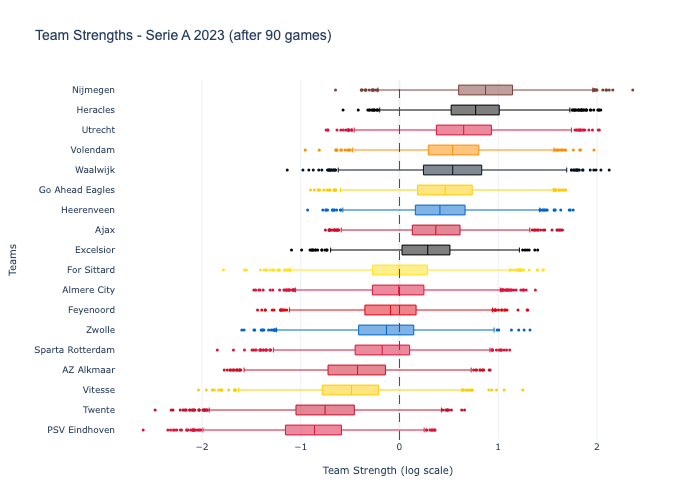 Team Strengths - Serie A 2023 (after 90 games)
Nijmegen
Heracles
Utrecht
Volendam
Waalwijk
Go Ahead Eagles
Heerenveen
Ajax
Excelsior
For Sittard
Almere City
Feyenoord
Zwolle
Sparta Rotterdam
AZ Alkmaar
Vitesse
Twente
PSV Eindhoven
Teams
−2 −1 0 1 2
Team Strength (log scale)